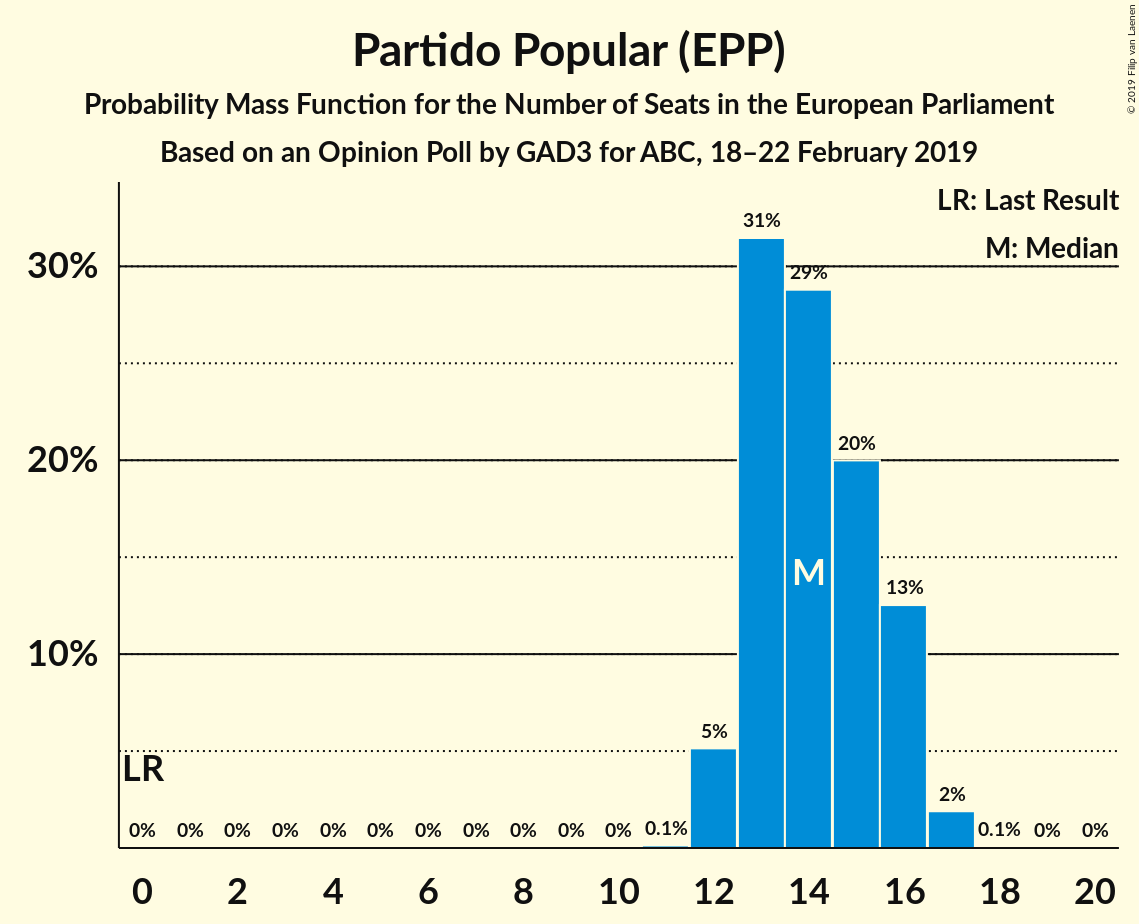 Partido Popular (EPP)
Probability Mass Function for the Number of Seats in the European Parliament
Based on an Opinion Poll by GAD3 for ABC, 18–22 February 2019
© 2019 Filip van Laenen
LR: Last Result
M: Median
30%
20%
10%
31%
29%
20%
13%
5%
2%
M
LR
0% 0% 0% 0% 0% 0% 0% 0% 0% 0% 0% 0.1% 0.1% 0% 0%
0 2 4 6 8 10 12 14 16 18 20